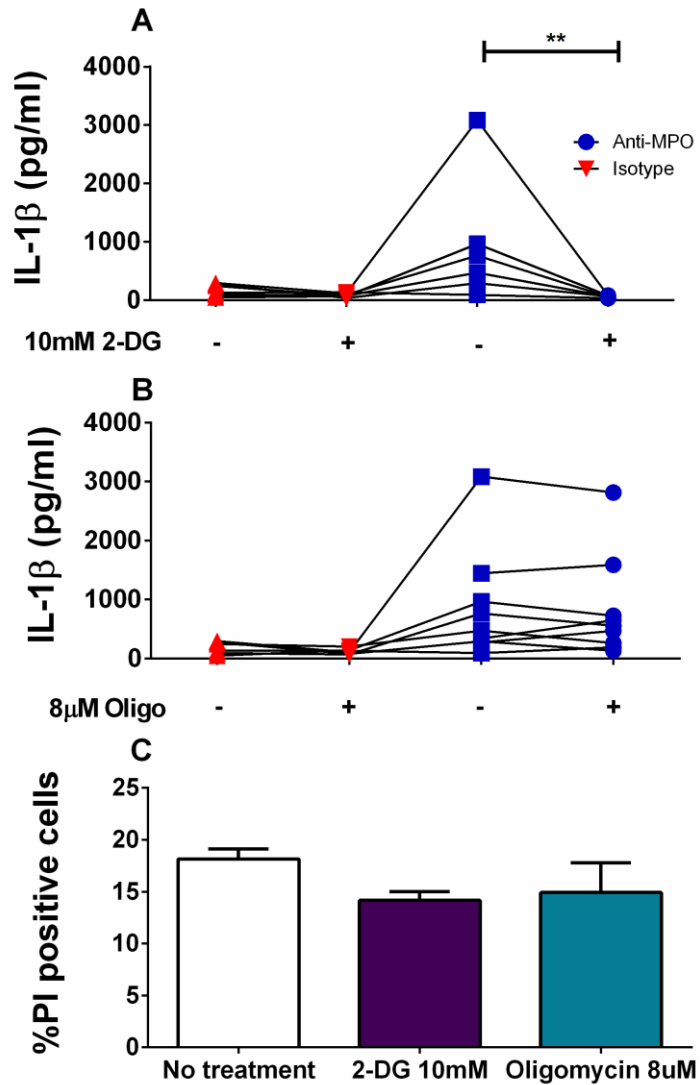 A
**
4000
3000
2000
1000
0
IL-1β (pg/ml)
Anti-MPO
Isotype
10mM 2-DG - + - +
B
4000
3000
2000
1000
0
IL-1β (pg/ml)
8μM Oligo - + - +
C
25
20
15
10
5
0
%PI positive cells
No treatment 2-DG 10mM Oligomycin 8uM